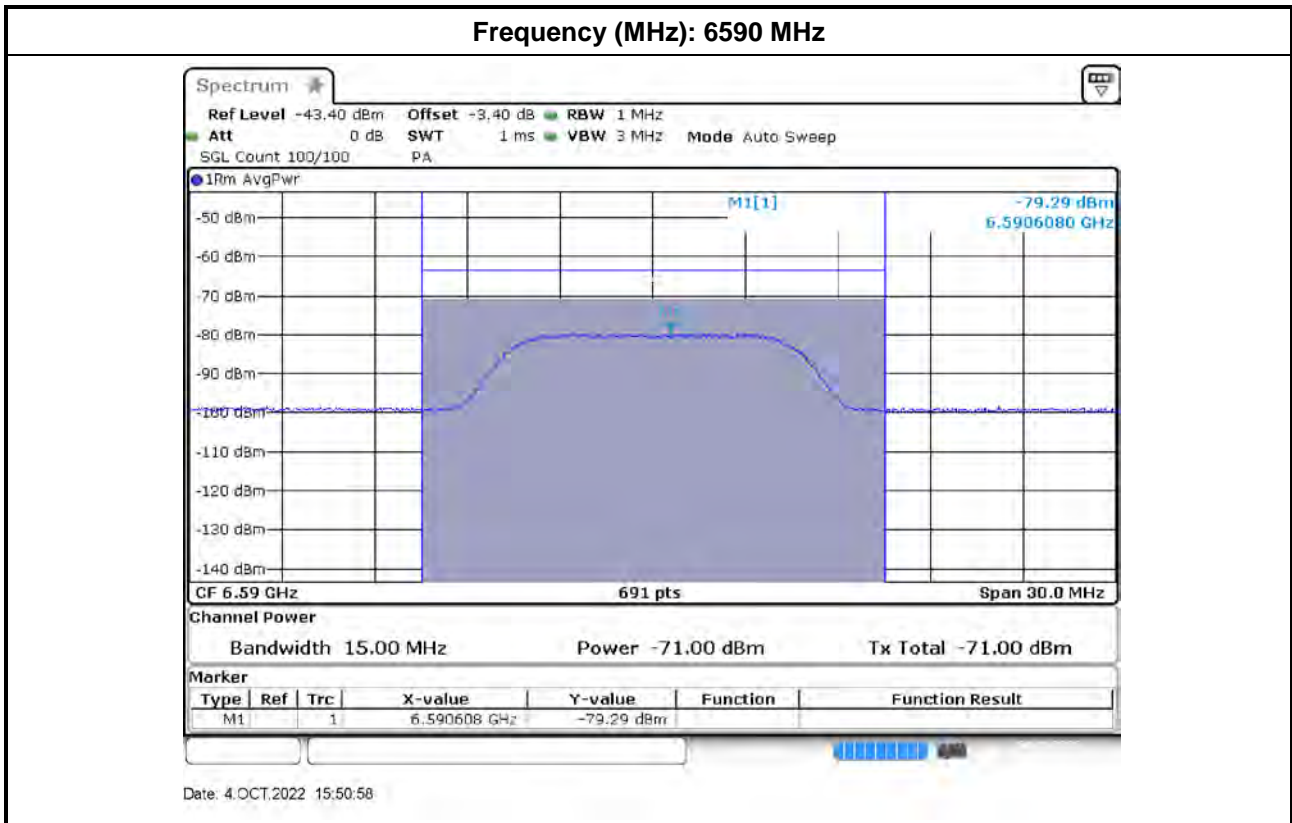 Frequency (MHz): 6590 MHz
Spectrum
Ref Level -43.40 dBm Offset -3.40 dB RBW 1 MHz
Att 0 dB SWT 1 ms VBW 3 MHz Mode Auto Sweep
SGL Count 100/100 PA
1Rm AvgPwr
M1[1] -79.29 dBm
6.5906080 GHz
-50 dBm
-60 dBm
-70 dBm
-80 dBm
-90 dBm
-100 dBm
-110 dBm
-120 dBm
-130 dBm
-140 dBm
CF 6.59 GHz 691 pts Span 30.0 MHz
Channel Power
Bandwidth 15.00 MHz Power -71.00 dBm Tx Total -71.00 dBm
Marker
Type Ref Trc X-value Y-value Function Function Result
M1 1 6.590608 GHz -79.29 dBm
Date: 4.OCT.2022 15:50:58